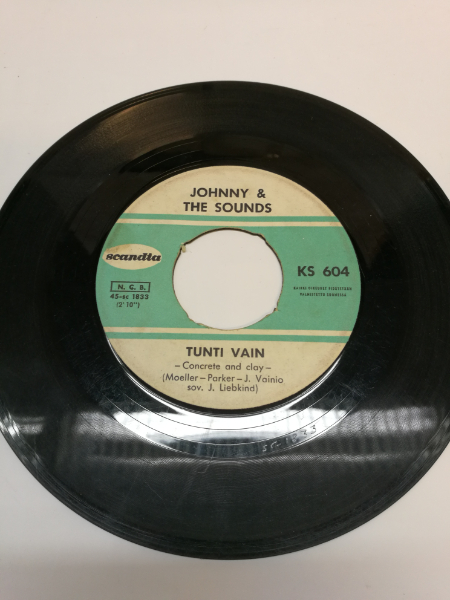 JOHNNY &
THE SOUNDS
scandia
KS 604
N. C. B.
45-sc 1833
(2' 10")
TUNTI VAIN
–Concrete and clay–
(Moeller–Parker–J. Vainio
sov. J. Liebkind)